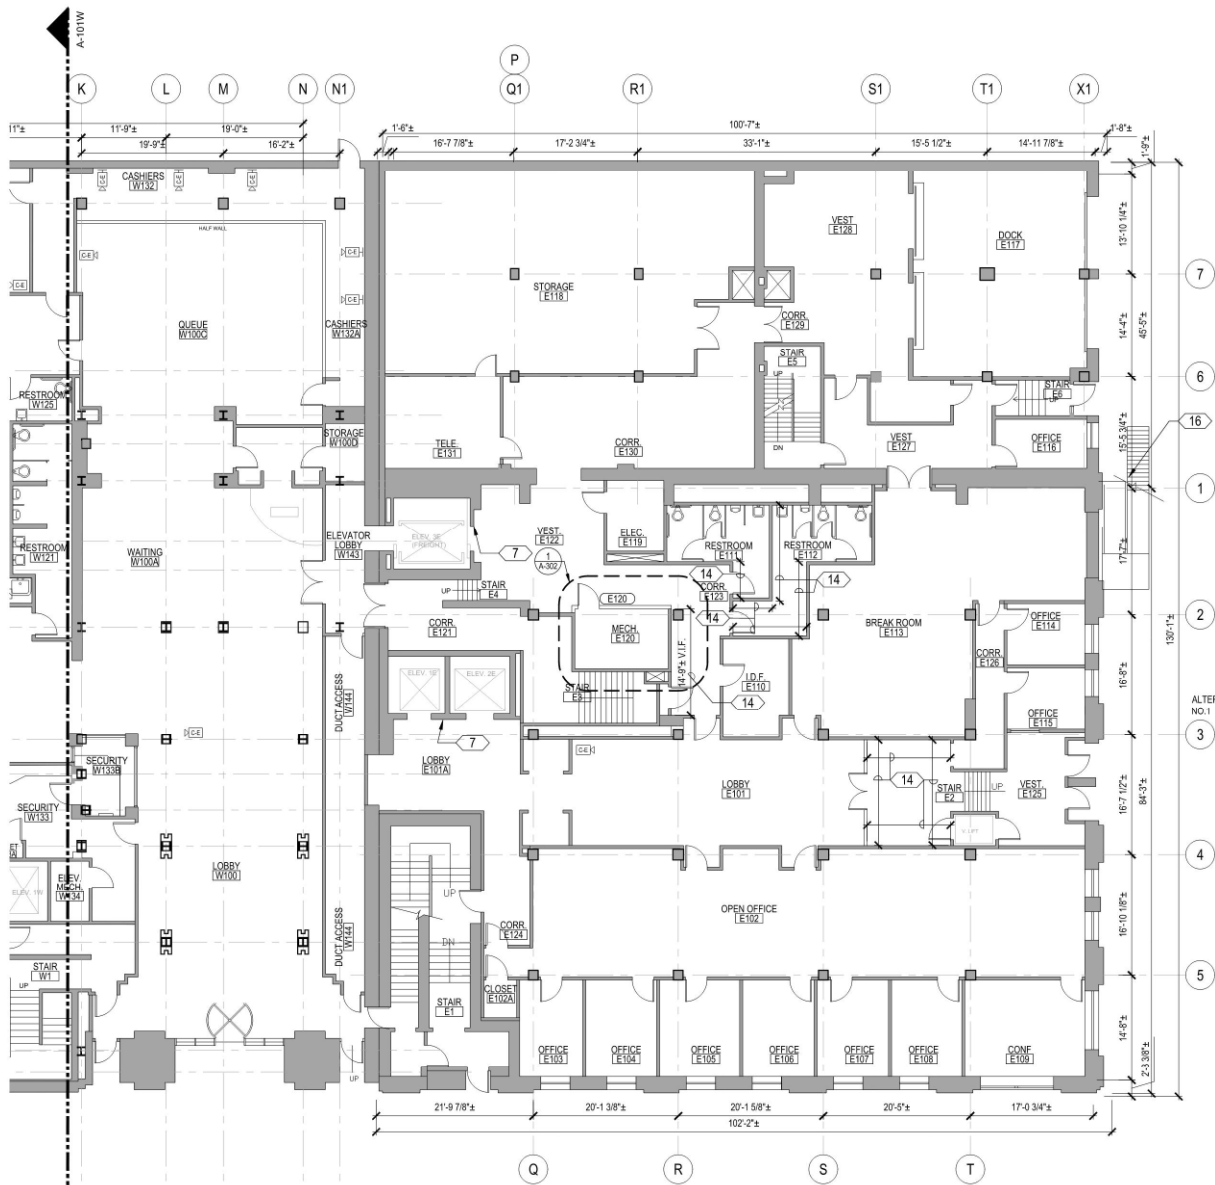 A-101W
P
K
L
M
N
N1
Q1
R1
S1
T1
X1
11'-9"±
19'-0"±
1'-6"±
100'-7"±
1'-8"±
19'-9"±
16'-2"±
16'-7 7/8"±
17'-2 3/4"±
33'-1"±
15'-5 1/2"±
14'-11 7/8"±
1'-9"±
CASHIERS
W132
C-E
C-E
C-E
HALF WALL
C-E
C-E
C-E
VEST
E128
DOCK
E117
13'-10 1/4"±
7
STORAGE
E118
QUEUE
W100C
CASHIERS
W132A
CORR.
E129
14'-4"±
45'-5"±
STAIR
E5
UP
DN
6
STAIR
E6
UP
RESTROOM
W125
STORAGE
W100D
TELE
E131
CORR.
E130
VEST
E127
OFFICE
E116
15'-5 3/4"±
16
1
RESTROOM
W121
WAITING
W100A
ELEVATOR
LOBBY
W143
ELEV. 3E
(FREIGHT)
7
VEST.
E122
ELEC.
E119
RESTROOM
E111
RESTROOM
E112
17'-7"±
1
A-302
14
14
CORR.
E123
UP
STAIR
E4
E120
14
2
CORR.
E121
MECH.
E120
BREAK ROOM
E113
OFFICE
E114
130'-1"±
14'-9"± V.I.F.
CORR.
E126
16'-8"±
ELEV. 1E
ELEV. 2E
STAIR
E3
I.D.F.
E110
14
OFFICE
E115
NO.1
DUCT ACCESS
W144
C-E
7
3
SECURITY
W133B
LOBBY
E101A
C-E
LOBBY
E101
14
STAIR
E2
UP
VEST.
E125
16'-7 1/2"±
84'-3"±
SECURITY
W133
V. LIFT
4
LOBBY
W100
ELEV. 1W
ELEV.
MECH.
W134
UP
OPEN OFFICE
E102
16'-10 1/8"±
DUCT ACCESS
W144
DN
CORR.
E124
STAIR
W1
UP
5
CLOSET
E102A
STAIR
E1
OFFICE
E103
OFFICE
E104
OFFICE
E105
OFFICE
E106
OFFICE
E107
OFFICE
E108
CONF
E109
14'-8"±
2'-3 3/8"±
UP
21'-9 7/8"±
20'-1 3/8"±
20'-1 5/8"±
20'-5"±
17'-0 3/4"±
102'-2"±
Q
R
S
T